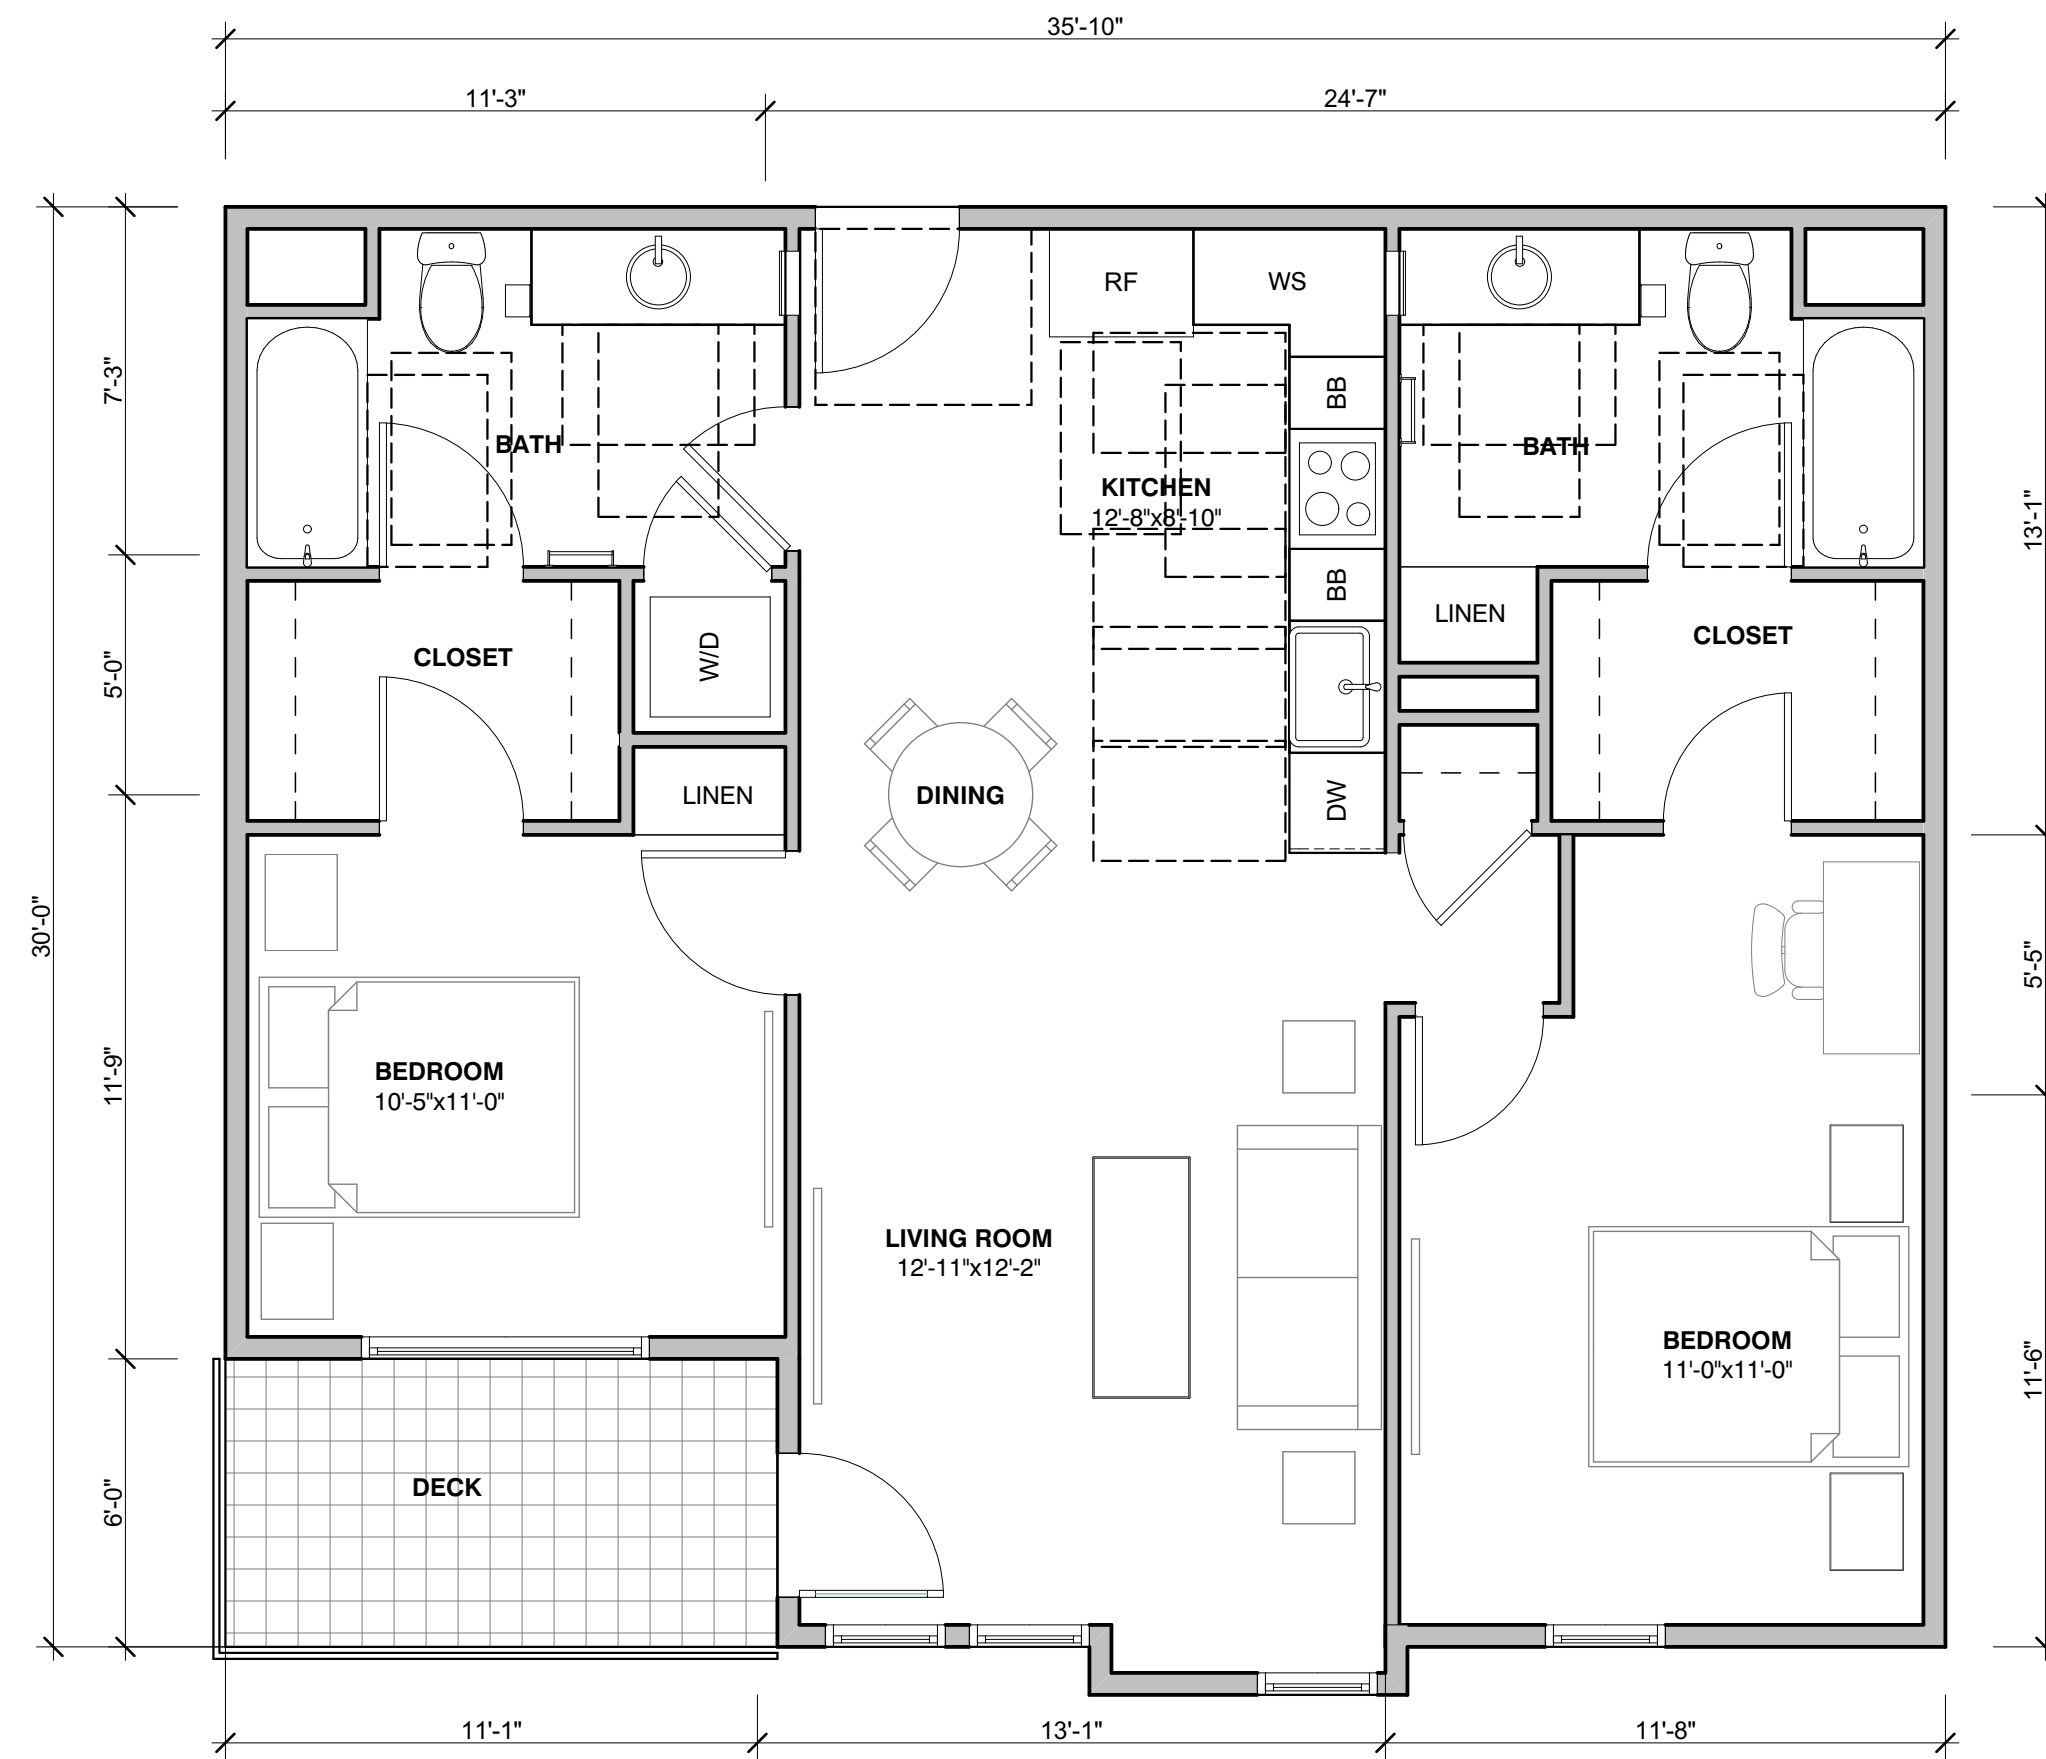 35'-10"
11'-3"
24'-7"
RF
WS
BB
7'-3"
BATH
BATH
KITCHEN
12'-8"x8'-10"
13'-1"
BB
LINEN
CLOSET
CLOSET
W/D
5'-0"
DINING
LINEN
DW
30'-0"
5'-5"
11'-9"
BEDROOM
10'-5"x11'-0"
LIVING ROOM
12'-11"x12'-2"
BEDROOM
11'-0"x11'-0"
11'-6"
DECK
6'-0"
11'-1"
13'-1"
11'-8"